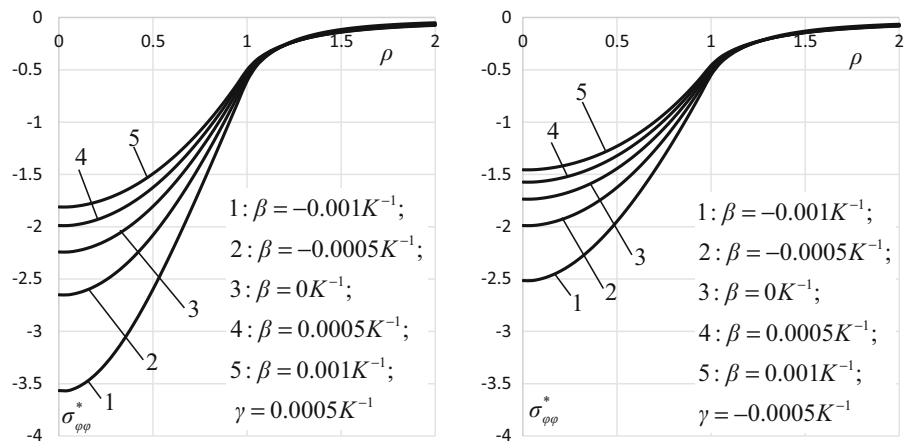 0
0 0.5 1 1.5 2
ρ
-0.5
-1
-1.5
-2
-2.5
-3
-3.5
-4
4
5
3
2
1
1: β = −0.001K⁻¹;
2: β = −0.0005K⁻¹;
3: β = 0K⁻¹;
4: β = 0.0005K⁻¹;
5: β = 0.001K⁻¹;
γ = 0.0005K⁻¹
σ*φφ
0
0 0.5 1 1.5 2
ρ
-0.5
-1
-1.5
-2
-2.5
-3
-3.5
-4
5
4
3
2
1
1: β = −0.001K⁻¹;
2: β = −0.0005K⁻¹;
3: β = 0K⁻¹;
4: β = 0.0005K⁻¹;
5: β = 0.001K⁻¹;
γ = −0.0005K⁻¹
σ*φφ